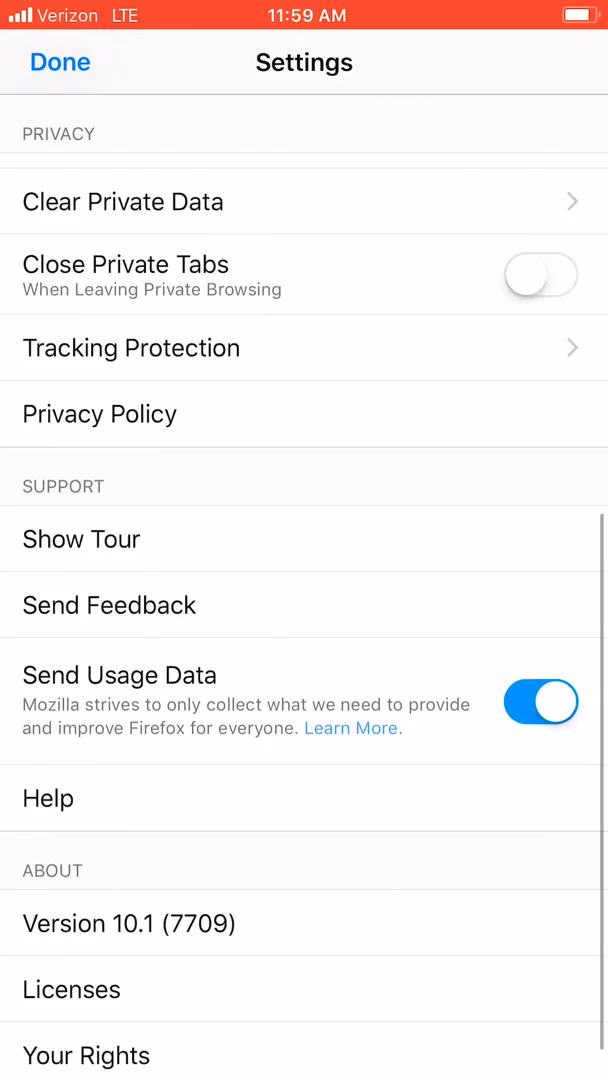 Verizon LTE 11:59 AM
Done Settings
PRIVACY
Clear Private Data
Close Private Tabs
When Leaving Private Browsing
Tracking Protection
Privacy Policy
SUPPORT
Show Tour
Send Feedback
Send Usage Data
Mozilla strives to only collect what we need to provide
and improve Firefox for everyone. Learn More.
Help
ABOUT
Version 10.1 (7709)
Licenses
Your Rights